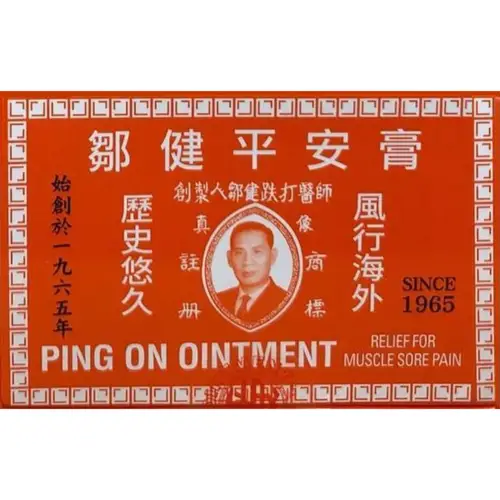 鄒健平安膏
創製人鄒健跌打醫師
始創於一九六五年
歷史悠久
真像
註冊
商標
風行海外
SINCE
1965
PING ON OINTMENT
RELIEF FOR
MUSCLE SORE PAIN